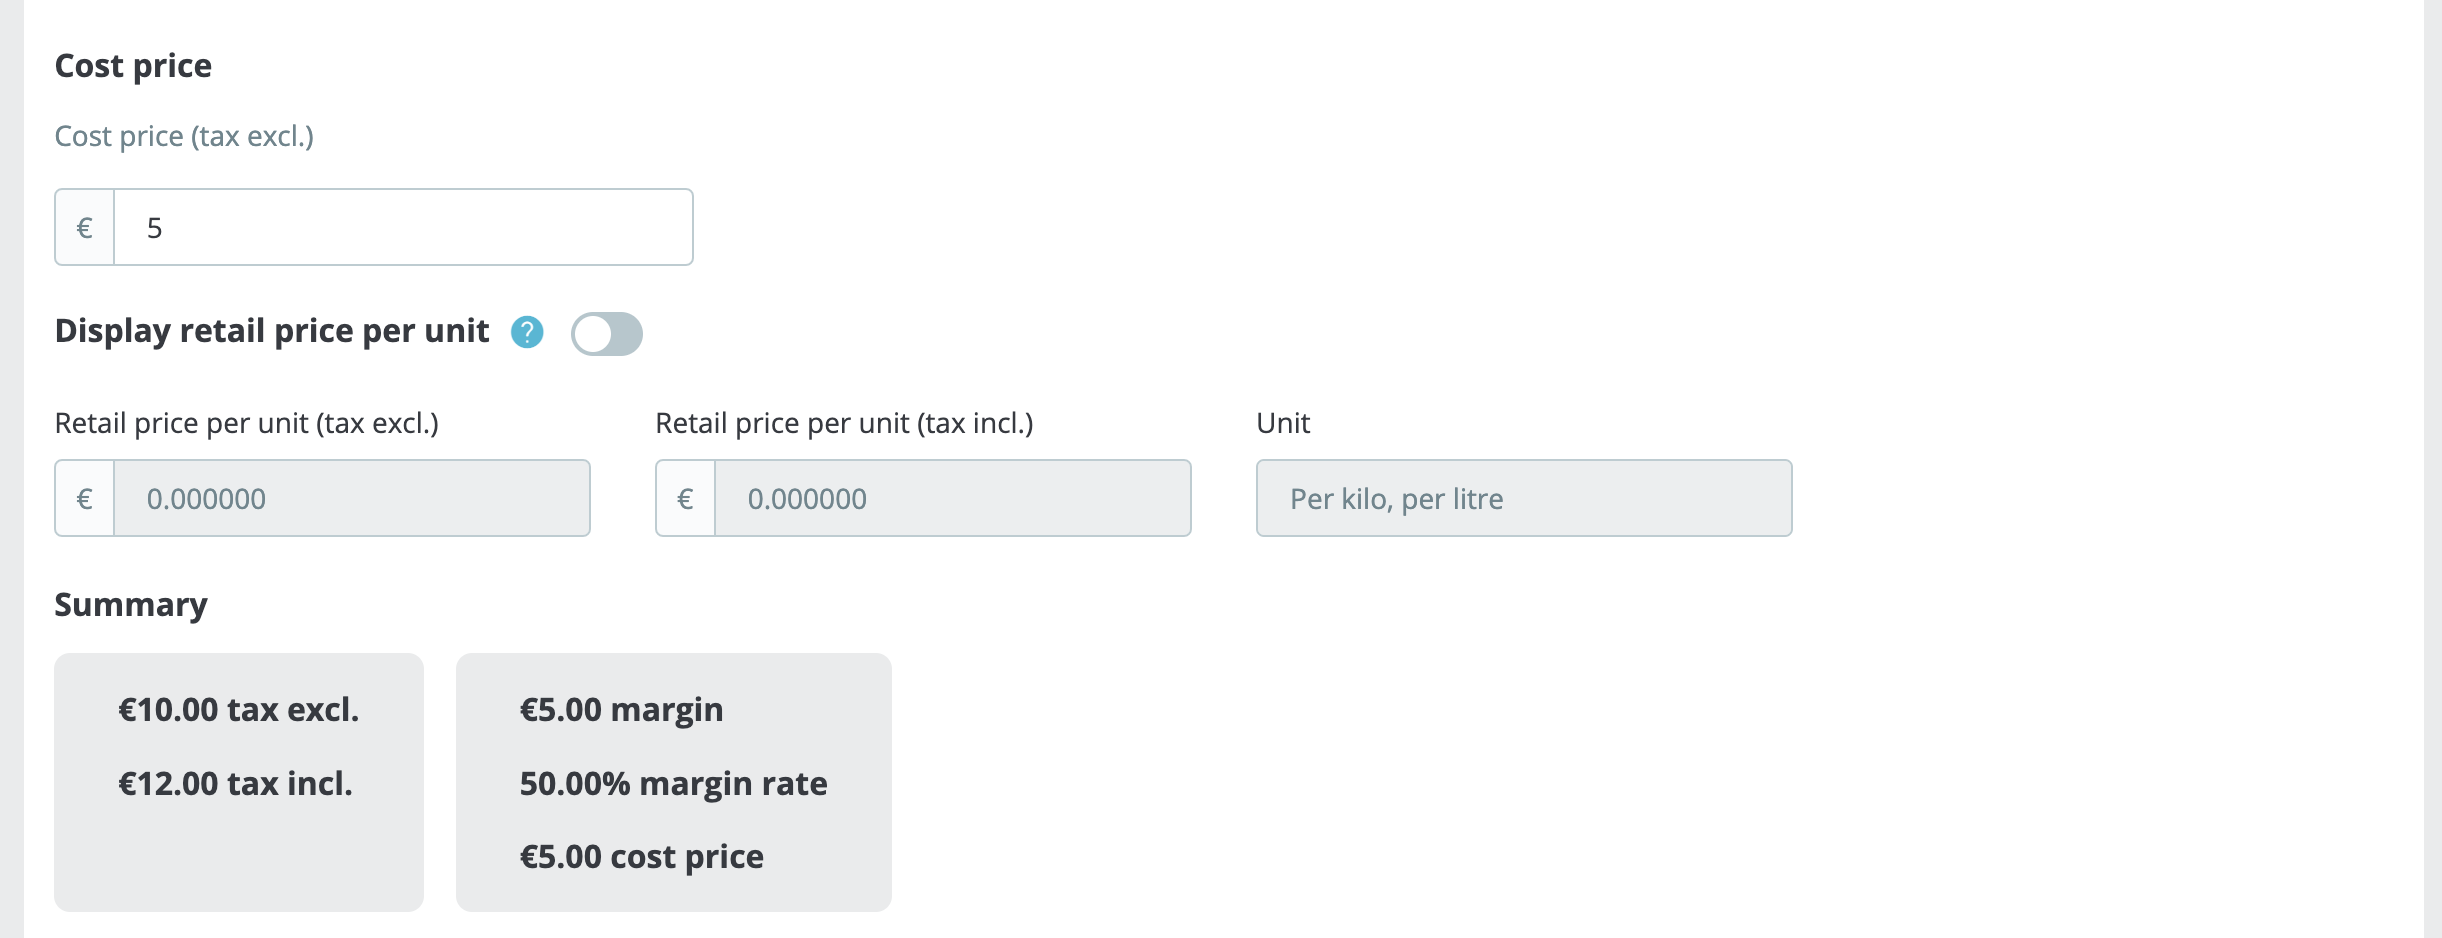 Cost price
Cost price (tax excl.)
€ 5
Display retail price per unit ?
Retail price per unit (tax excl.) Retail price per unit (tax incl.) Unit
€ 0.000000 € 0.000000 Per kilo, per litre
Summary
€10.00 tax excl.
€12.00 tax incl.
€5.00 margin
50.00% margin rate
€5.00 cost price